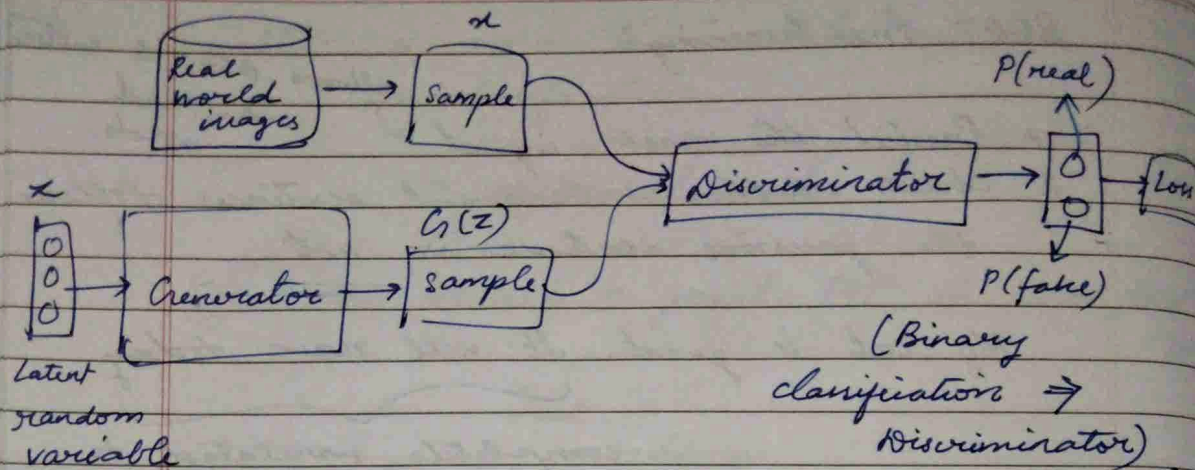 x
Real
world
images
Sample
P(real)
Discriminator
Loss
x
G(z)
Generator
Sample
P(fake)
(Binary
classification ⇒
Discriminator)
Latent
random
variable